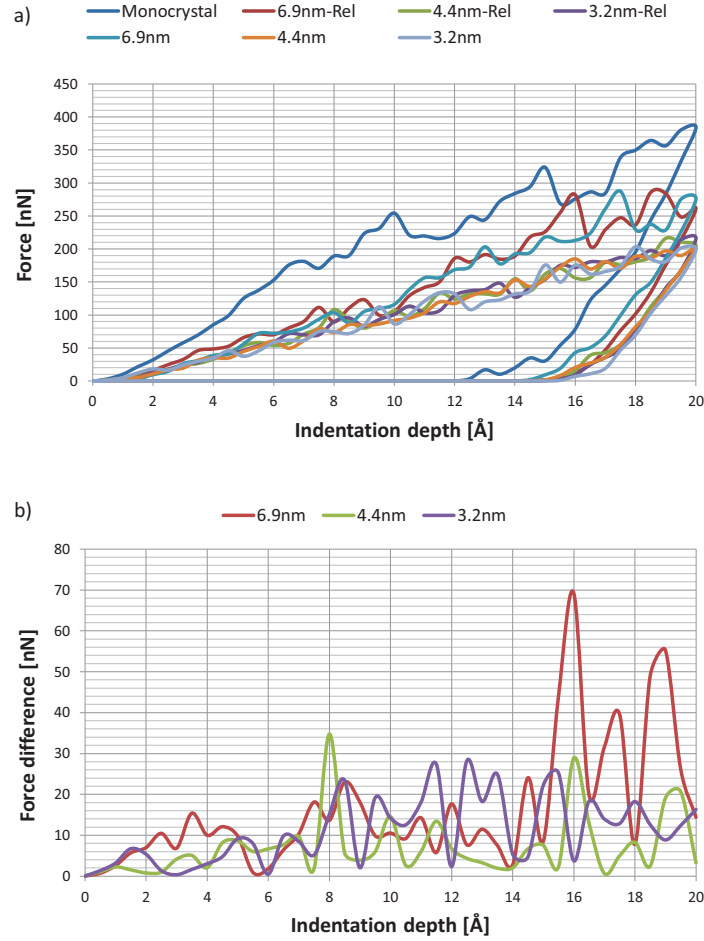 a)
Monocrystal 6.9nm-Rel 4.4nm-Rel 3.2nm-Rel
6.9nm 4.4nm 3.2nm
450
400
350
300
250
200
150
100
50
0
Force [nN]
0 2 4 6 8 10 12 14 16 18 20
Indentation depth [Å]
b)
6.9nm 4.4nm 3.2nm
80
70
60
50
40
30
20
10
0
Force difference [nN]
0 2 4 6 8 10 12 14 16 18 20
Indentation depth [Å]